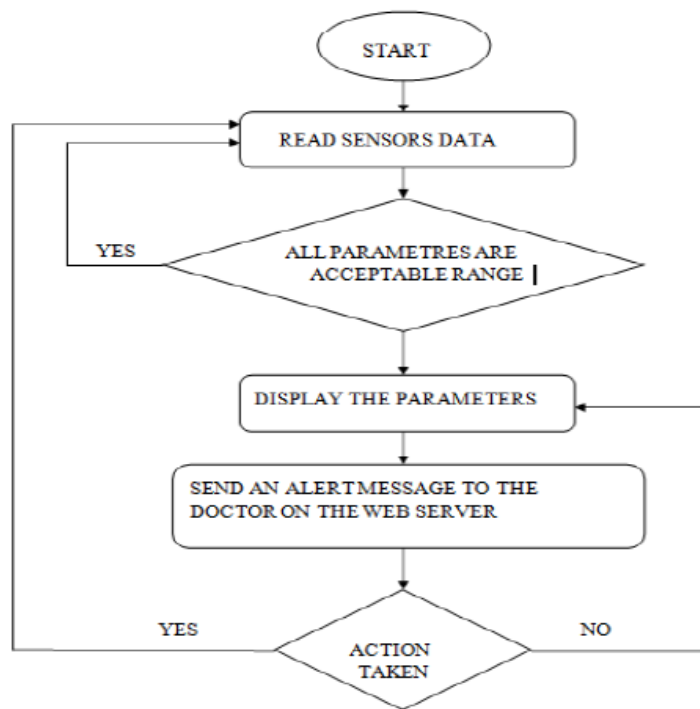 START
READ SENSORS DATA
YES
ALL PARAMETRES ARE
ACCEPTABLE RANGE
DISPLAY THE PARAMETERS
SEND AN ALERT MESSAGE TO THE
DOCTOR ON THE WEB SERVER
YES
NO
ACTION
TAKEN